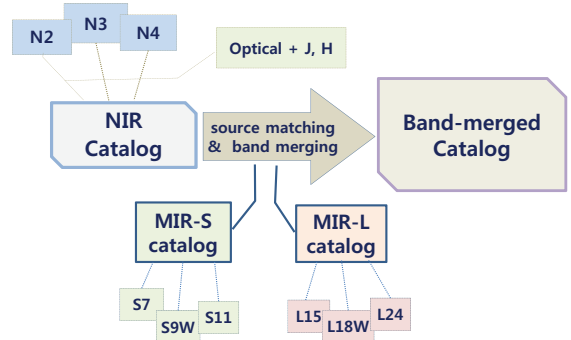 N2
N3
N4
Optical + J, H
NIR
Catalog
source matching
& band merging
Band-merged
Catalog
MIR-S
catalog
MIR-L
catalog
S7
S9W
S11
L15
L18W
L24